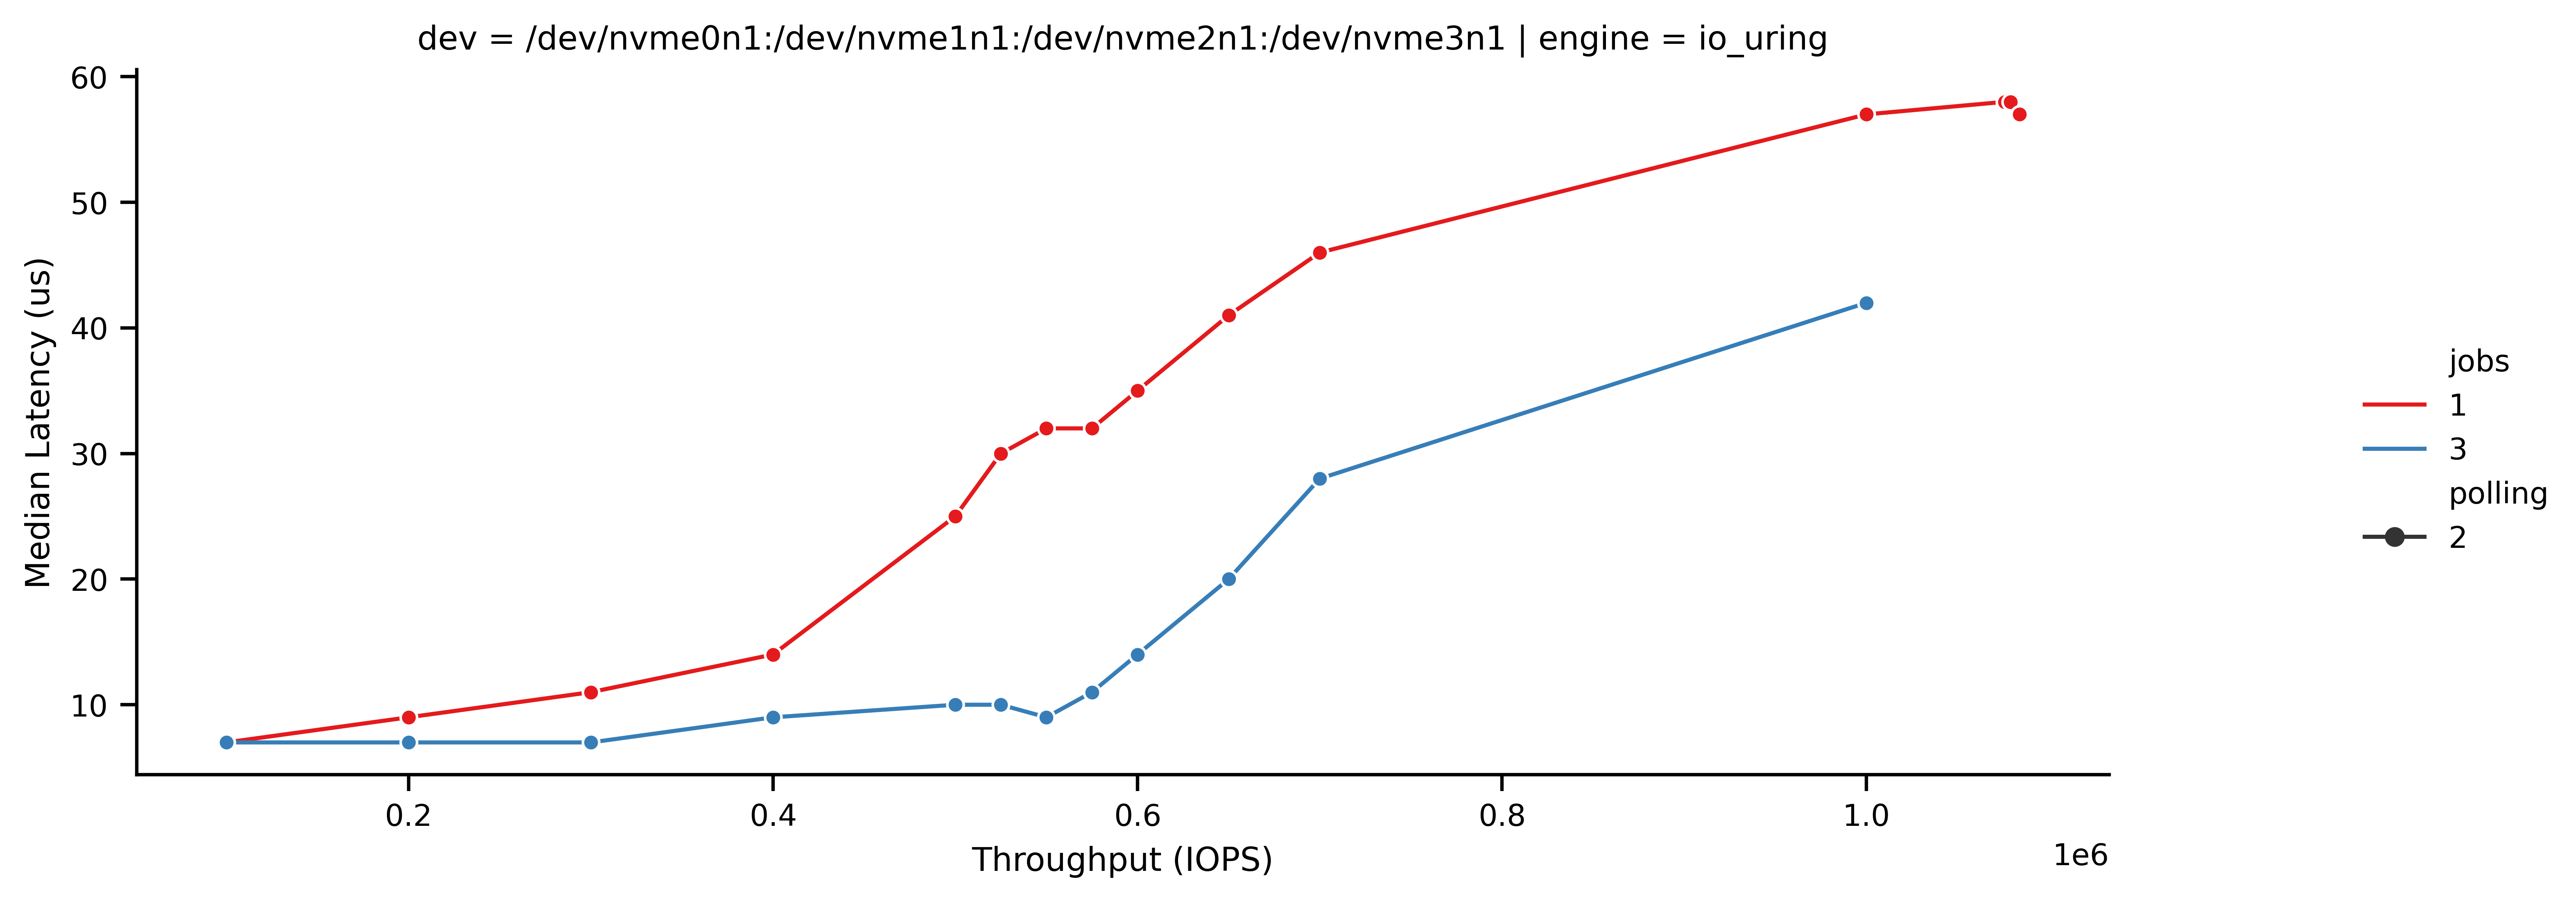 dev = /dev/nvme0n1:/dev/nvme1n1:/dev/nvme2n1:/dev/nvme3n1 | engine = io_uring
60
50
40
30
20
10
Median Latency (us)
0.2 0.4 0.6 0.8 1.0
1e6
Throughput (IOPS)
jobs
1
3
polling
2